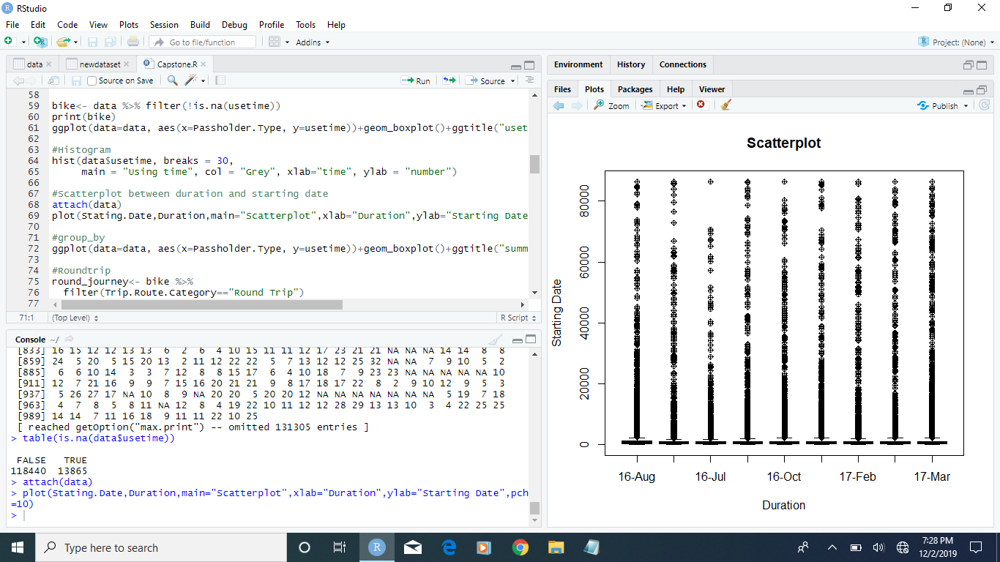 RStudio
File Edit Code View Plots Session Build Debug Profile Tools Help
Go to file/function
Addins
Project: (None)
data
newdataset
Capstone.R
Source on Save
Run
Source
58
59 bike<- data %>% filter(!is.na(usetime))
60 print(bike)
61 ggplot(data=data, aes(x=Passholder.Type, y=usetime))+geom_boxplot()+ggtitle("uset
62
63 #Histogram
64 hist(data$usetime, breaks = 30,
65 main = "Using time", col = "Grey", xlab="time", ylab = "number")
66
67 #Scatterplot between duration and starting date
68 attach(data)
69 plot(Stating.Date,Duration,main="Scatterplot",xlab="Duration",ylab="Starting Date
70
71 #group_by
72 ggplot(data=data, aes(x=Passholder.Type, y=usetime))+geom_boxplot()+ggtitle("summ
73
74 #Roundtrip
75 round_journey<- bike %>%
76 filter(Trip.Route.Category=="Round Trip")
77
71:1 (Top Level) R Script
Console ~/
[833] 16 15 12 12 13 13 6 2 6 4 10 15 11 11 12 17 23 21 21 NA NA NA 14 14 8 8
[859] 24 5 20 5 15 20 13 2 11 12 22 22 5 7 13 12 12 25 32 NA NA 7 9 10 5 2
[885] 6 6 10 14 3 3 7 12 8 8 15 17 6 4 10 18 7 9 23 23 NA NA NA NA NA 10
[911] 12 7 21 16 9 9 7 15 16 20 21 21 9 8 17 18 17 22 8 2 9 10 12 9 5 3
[937] 5 26 27 17 NA 10 8 9 NA 20 20 5 20 20 12 NA NA NA NA NA NA NA 5 19 7 18
[963] 4 7 8 5 8 11 NA 12 8 4 19 22 10 11 12 12 28 29 13 13 10 3 4 22 25 25
[989] 14 14 7 11 16 18 9 11 11 22 10 25
[ reached getOption("max.print") -- omitted 131305 entries ]
> table(is.na(data$usetime))
FALSE TRUE
118440 13865
> attach(data)
> plot(Stating.Date,Duration,main="Scatterplot",xlab="Duration",ylab="Starting Date",pch
=10)
>
Environment History Connections
Files Plots Packages Help Viewer
Zoom Export Publish
Scatterplot
Starting Date
80000
60000
40000
20000
0
16-Aug 16-Jul 16-Oct 17-Feb 17-Mar
Duration
Type here to search
7:28 PM
12/2/2019